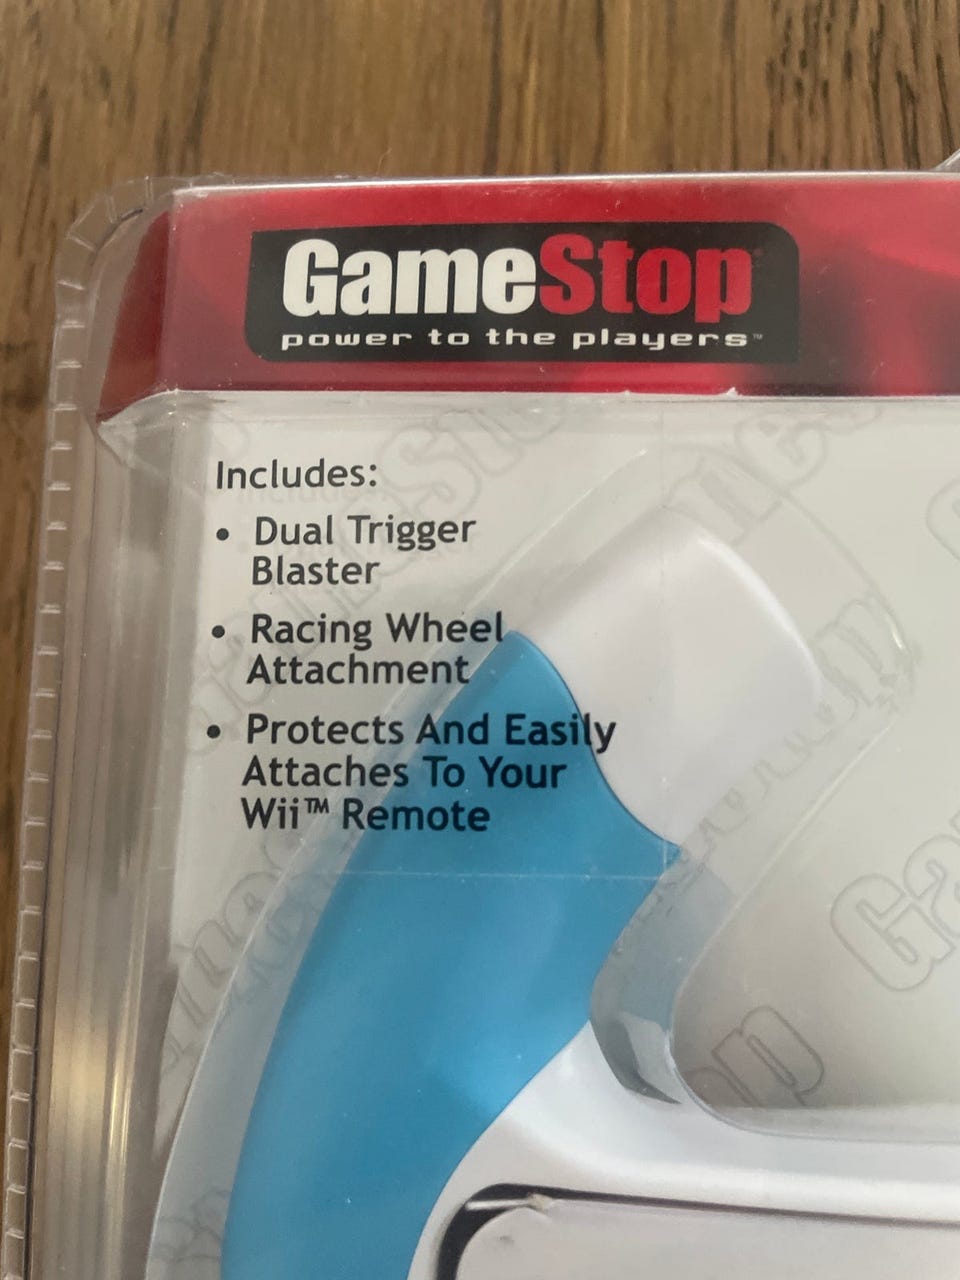 GameStop
power to the players™
Includes:
• Dual Trigger
Blaster
• Racing Wheel
Attachment
• Protects And Easily
Attaches To Your
Wii™ Remote